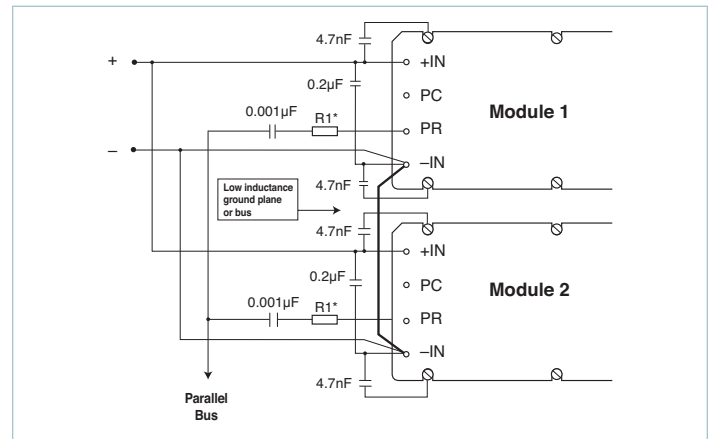 4.7nF
+
+IN
0.2µF
PC
Module 1
0.001µF
R1*
PR
–
–IN
4.7nF
Low inductance
ground plane
or bus
4.7nF
+IN
0.2µF
PC
Module 2
0.001µF
R1*
PR
–IN
4.7nF
Parallel
Bus